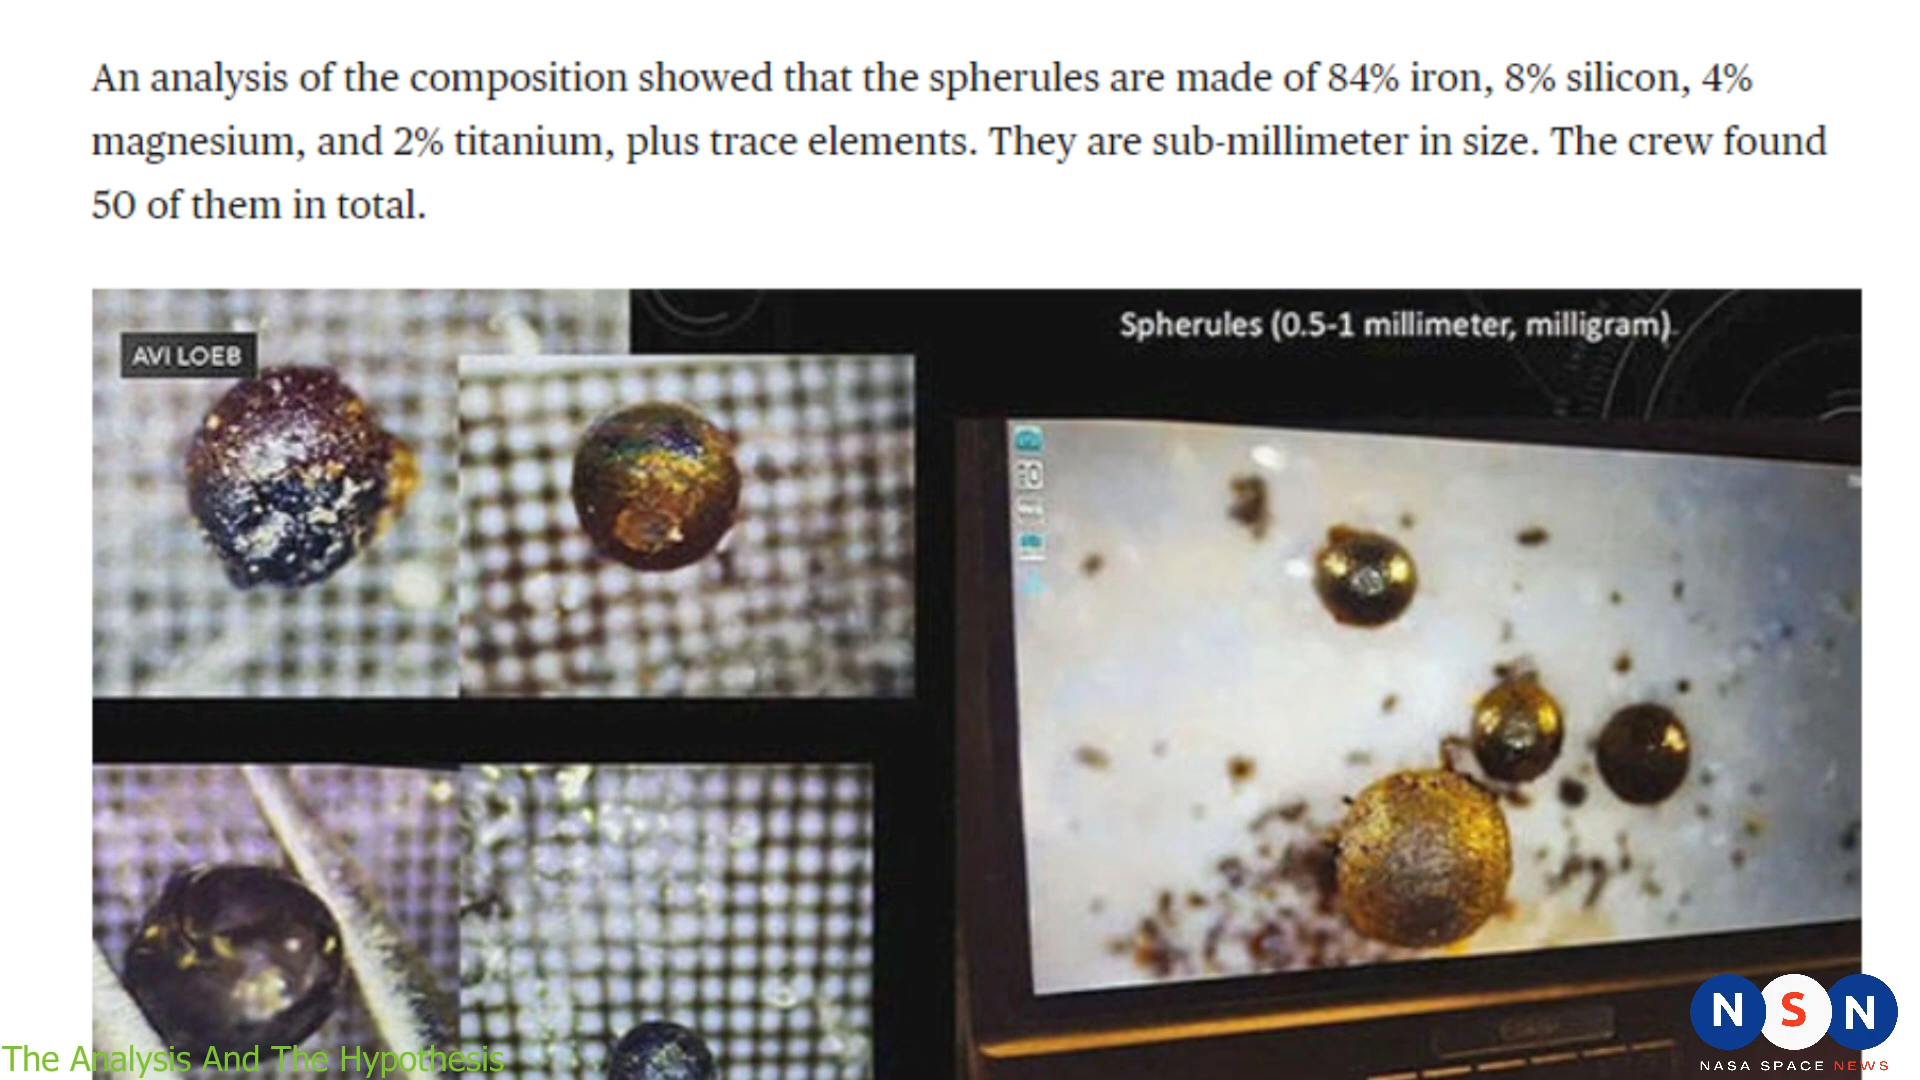 An analysis of the composition showed that the spherules are made of 84% iron, 8% silicon, 4%
magnesium, and 2% titanium, plus trace elements. They are sub-millimeter in size. The crew found
50 of them in total.
AVI LOEB
Spherules (0.5-1 millimeter, milligram)
The Analysis And The Hypothesis
N S N
NASA SPACE NEWS